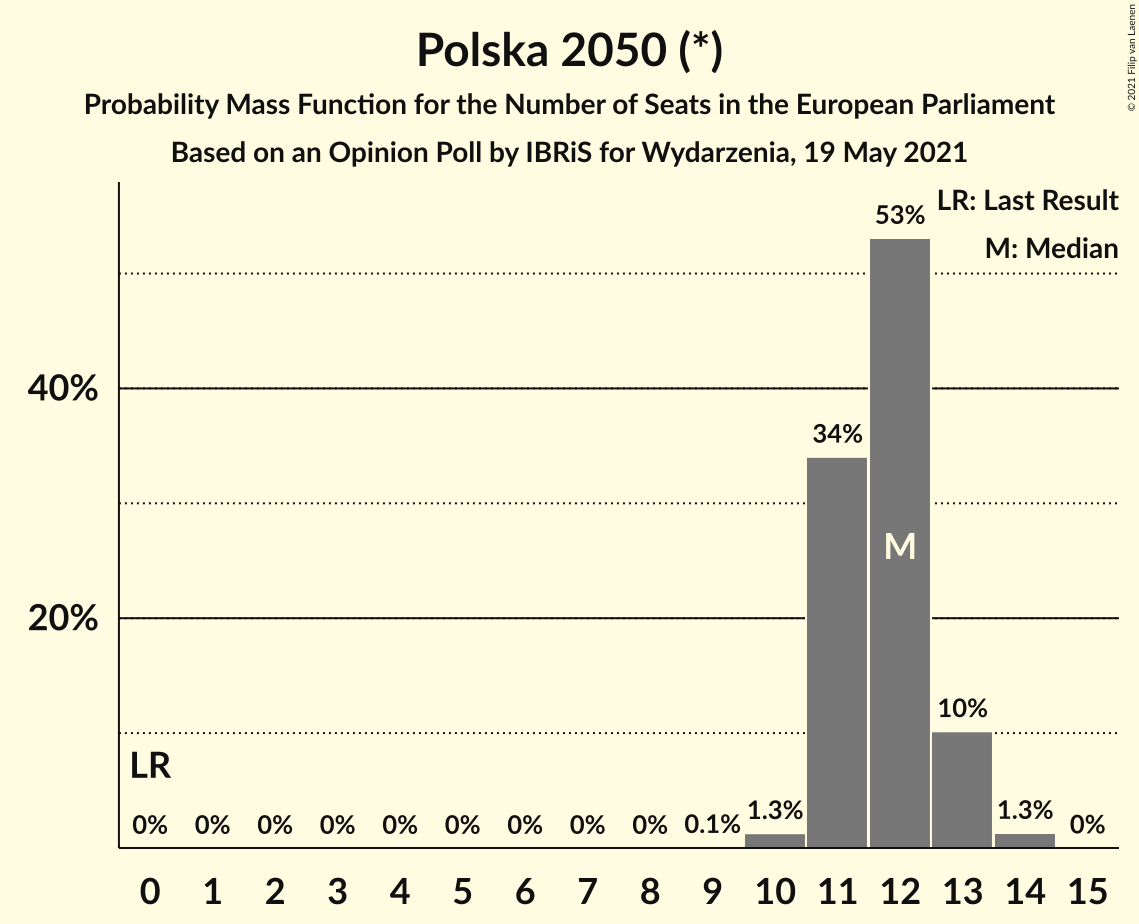 Polska 2050 (*)
Probability Mass Function for the Number of Seats in the European Parliament
Based on an Opinion Poll by IBRiS for Wydarzenia, 19 May 2021
© 2021 Filip van Laenen
LR: Last Result
M: Median
53%
40%
34%
M
20%
10%
LR
0% 0% 0% 0% 0% 0% 0% 0% 0% 0.1% 1.3% 1.3% 0%
0 1 2 3 4 5 6 7 8 9 10 11 12 13 14 15